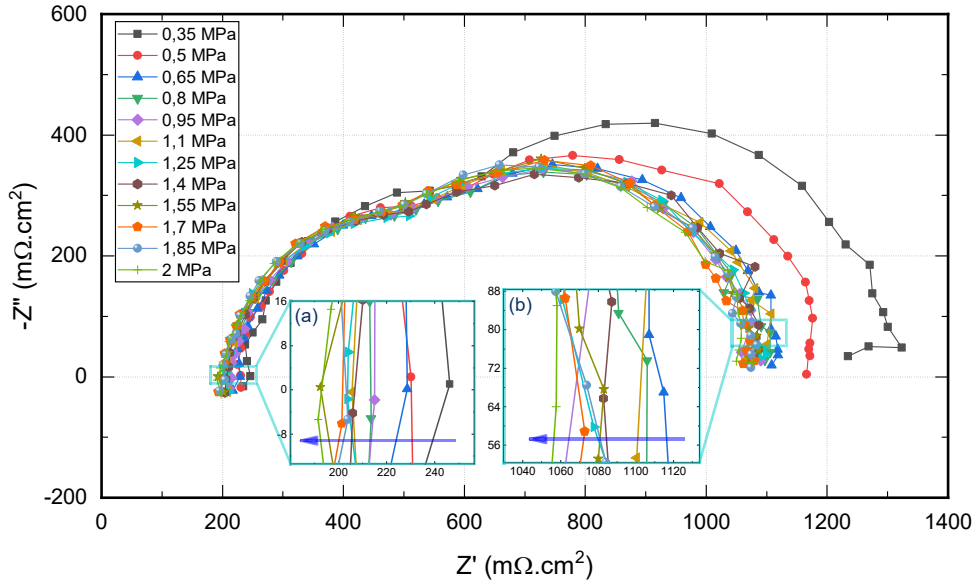 600
400
200
0
-200
-Z" (mΩ.cm²)
0,35 MPa
0,5 MPa
0,65 MPa
0,8 MPa
0,95 MPa
1,1 MPa
1,25 MPa
1,4 MPa
1,55 MPa
1,7 MPa
1,85 MPa
2 MPa
(a)
16
8
0
-8
200 220 240
(b)
88
80
72
64
56
1040 1060 1080 1100 1120
0 200 400 600 800 1000 1200 1400
Z' (mΩ.cm²)